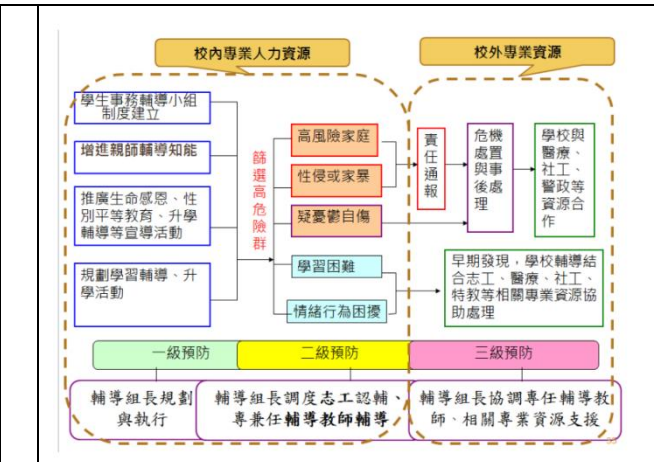 校內專業人力資源
校外專業資源
學生事務輔導小組
制度建立
增進親師輔導知能
推廣生命感恩、性
別平等教育、升學
輔導等宣導活動
規劃學習輔導、升
學活動
篩選高危險群
高風險家庭
性侵或家暴
疑憂鬱自傷
學習困難
情緒行為困擾
責任通報
危機
處置
與事
後處
理
學校與
醫療、
社工、
警政等
資源合
作
早期發現，學校輔導結
合志工、醫療、社工、
特教等相關專業資源協
助處理
一級預防
二級預防
三級預防
輔導組長規劃
與執行
輔導組長調度志工認輔、
專兼任輔導教師輔導
輔導組長協調專任輔導教
師、相關專業資源支援